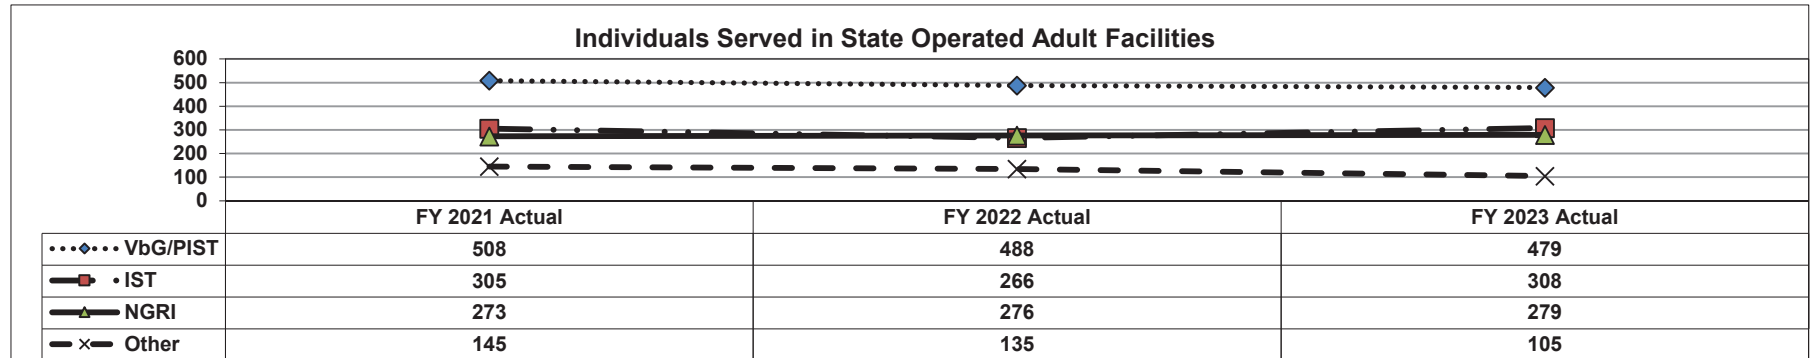 Individuals Served in State Operated Adult Facilities
600
500
400
300
200
100
0
FY 2021 Actual FY 2022 Actual FY 2023 Actual
VbG/PIST 508 488 479
IST 305 266 308
NGRI 273 276 279
Other 145 135 105